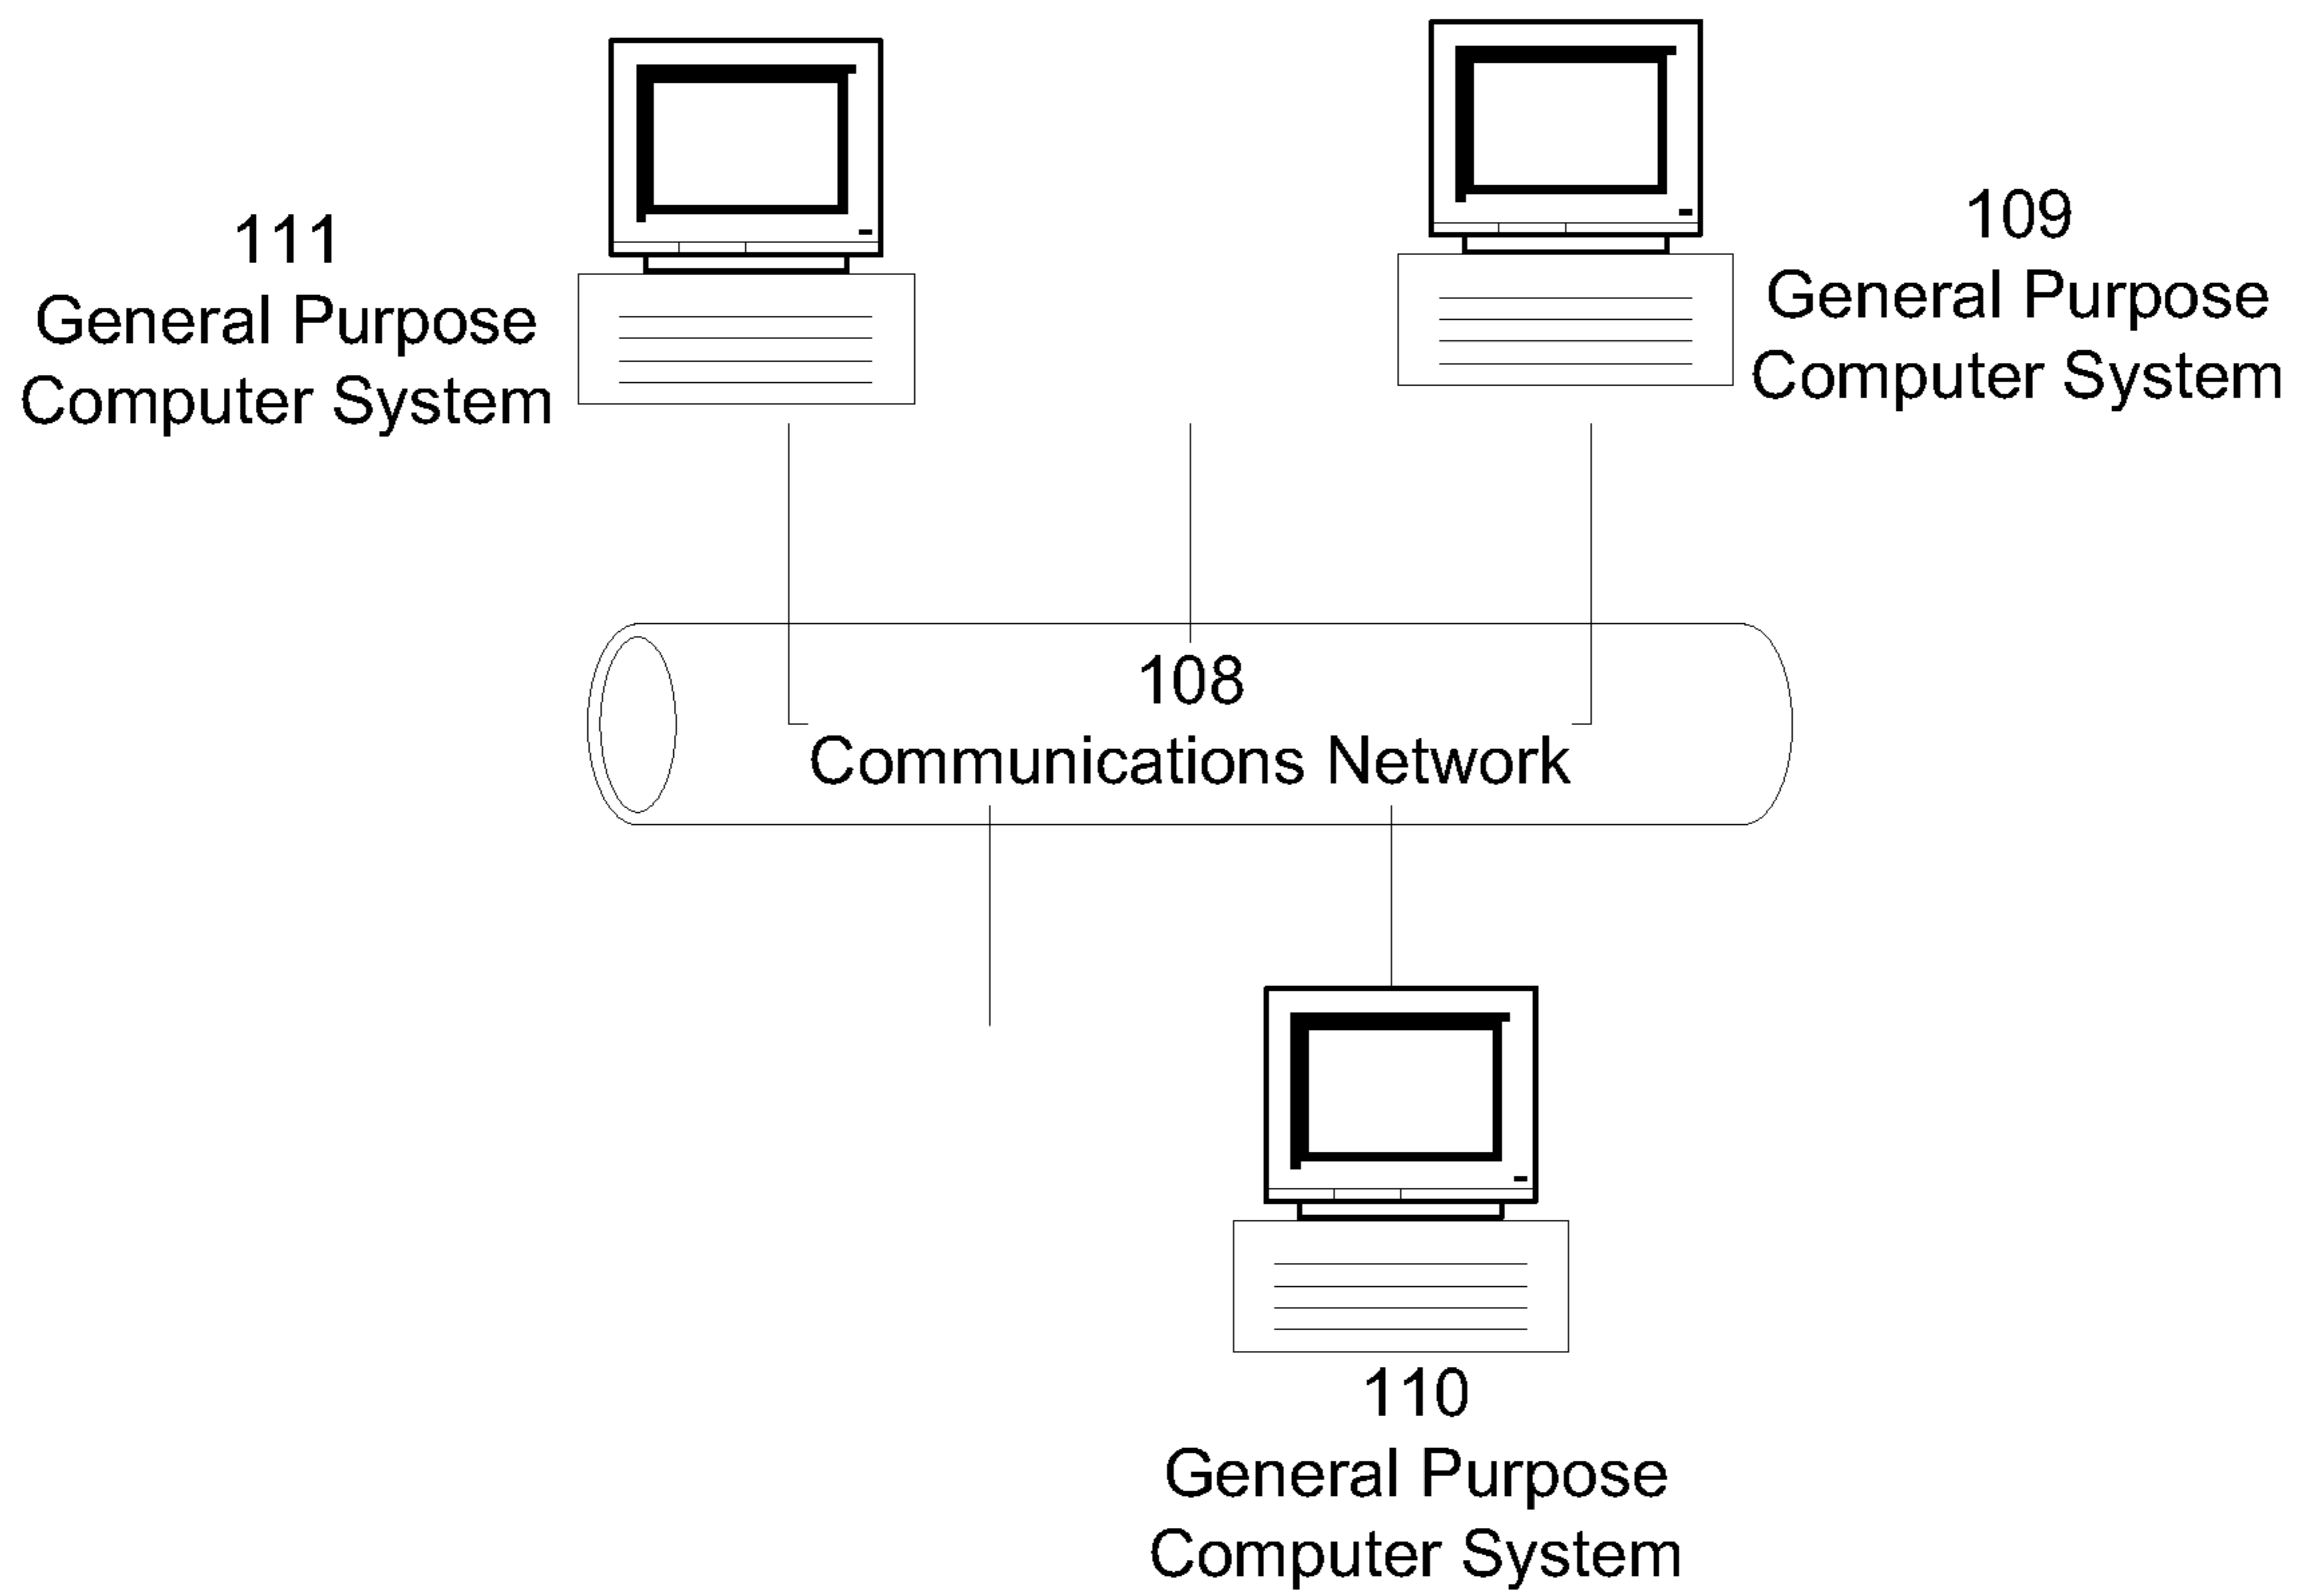 111
General Purpose
Computer System
109
General Purpose
Computer System
108
Communications Network
110
General Purpose
Computer System